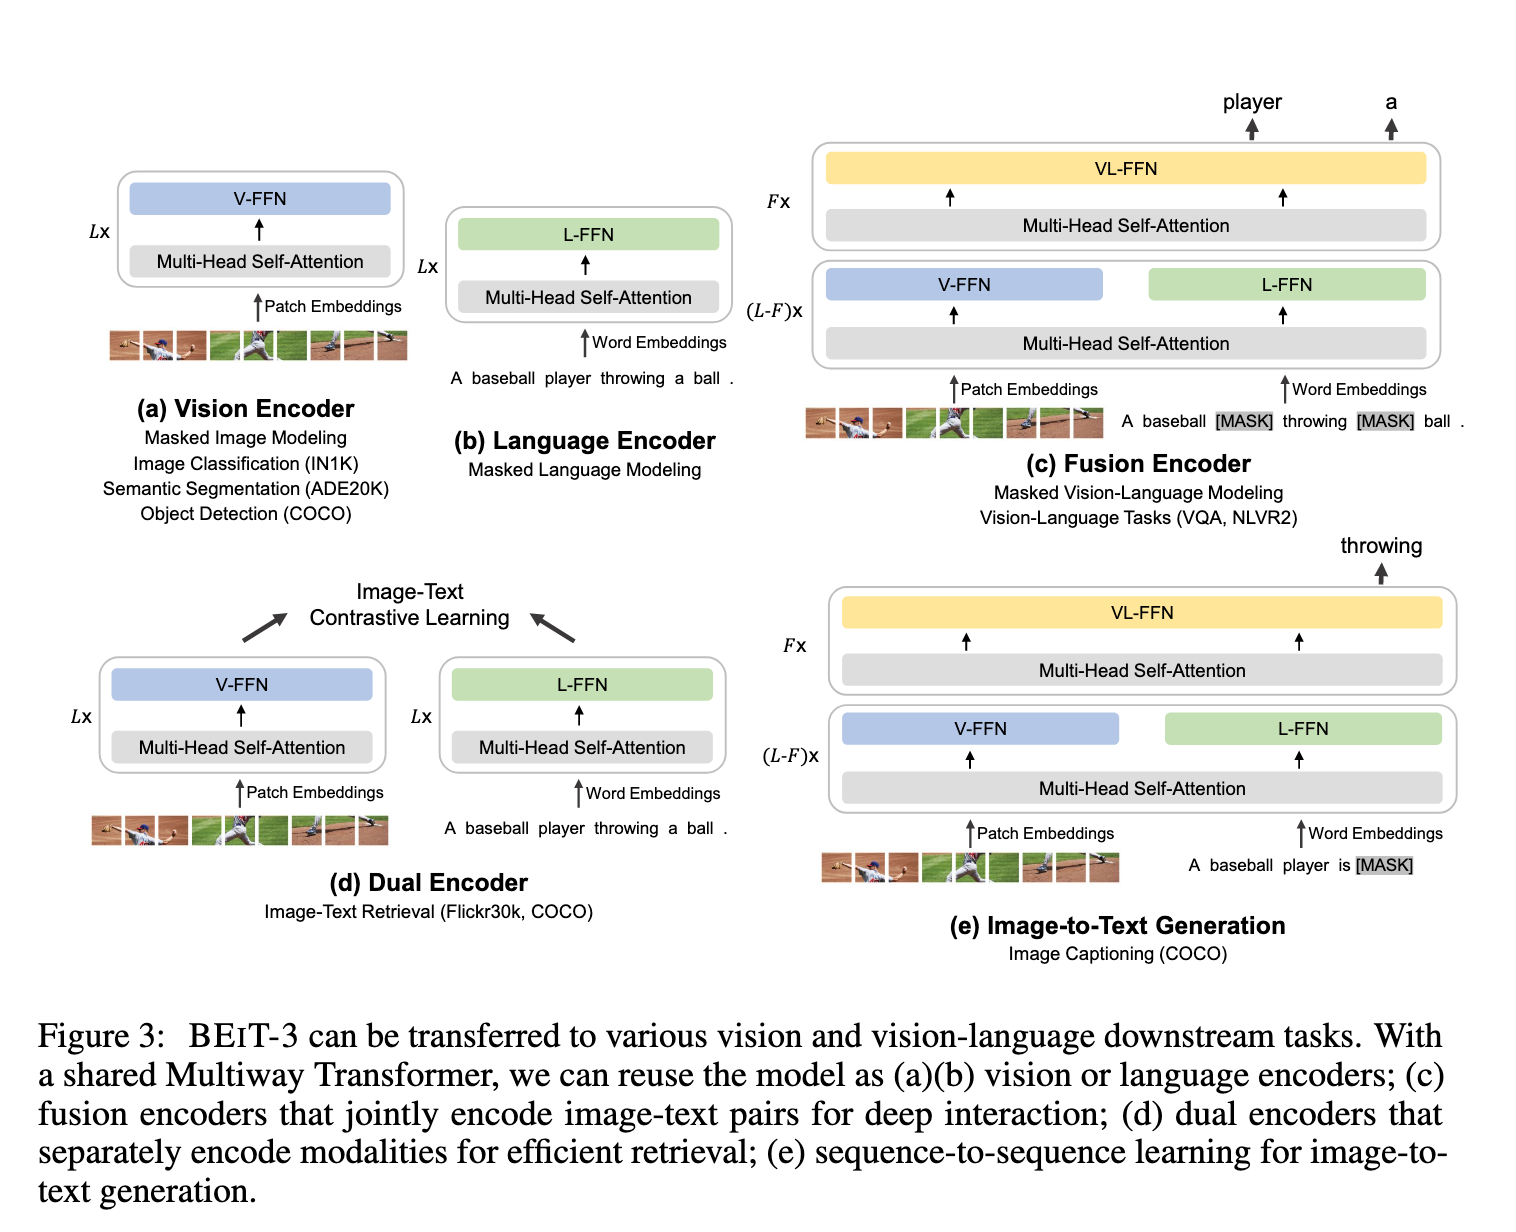 V-FFN
Lx
Multi-Head Self-Attention
Patch Embeddings
(a) Vision Encoder
Masked Image Modeling
Image Classification (IN1K)
Semantic Segmentation (ADE20K)
Object Detection (COCO)
L-FFN
Lx
Multi-Head Self-Attention
Word Embeddings
A baseball player throwing a ball .
(b) Language Encoder
Masked Language Modeling
player a
VL-FFN
Fx
Multi-Head Self-Attention
V-FFN L-FFN
(L-F)x
Multi-Head Self-Attention
Patch Embeddings Word Embeddings
A baseball [MASK] throwing [MASK] ball .
(c) Fusion Encoder
Masked Vision-Language Modeling
Vision-Language Tasks (VQA, NLVR2)
Image-Text
Contrastive Learning
V-FFN L-FFN
Lx Lx
Multi-Head Self-Attention Multi-Head Self-Attention
Patch Embeddings Word Embeddings
A baseball player throwing a ball .
(d) Dual Encoder
Image-Text Retrieval (Flickr30k, COCO)
throwing
VL-FFN
Fx
Multi-Head Self-Attention
V-FFN L-FFN
(L-F)x
Multi-Head Self-Attention
Patch Embeddings Word Embeddings
A baseball player is [MASK]
(e) Image-to-Text Generation
Image Captioning (COCO)
Figure 3: BEIT-3 can be transferred to various vision and vision-language downstream tasks. With
a shared Multiway Transformer, we can reuse the model as (a)(b) vision or language encoders; (c)
fusion encoders that jointly encode image-text pairs for deep interaction; (d) dual encoders that
separately encode modalities for efficient retrieval; (e) sequence-to-sequence learning for image-to-
text generation.